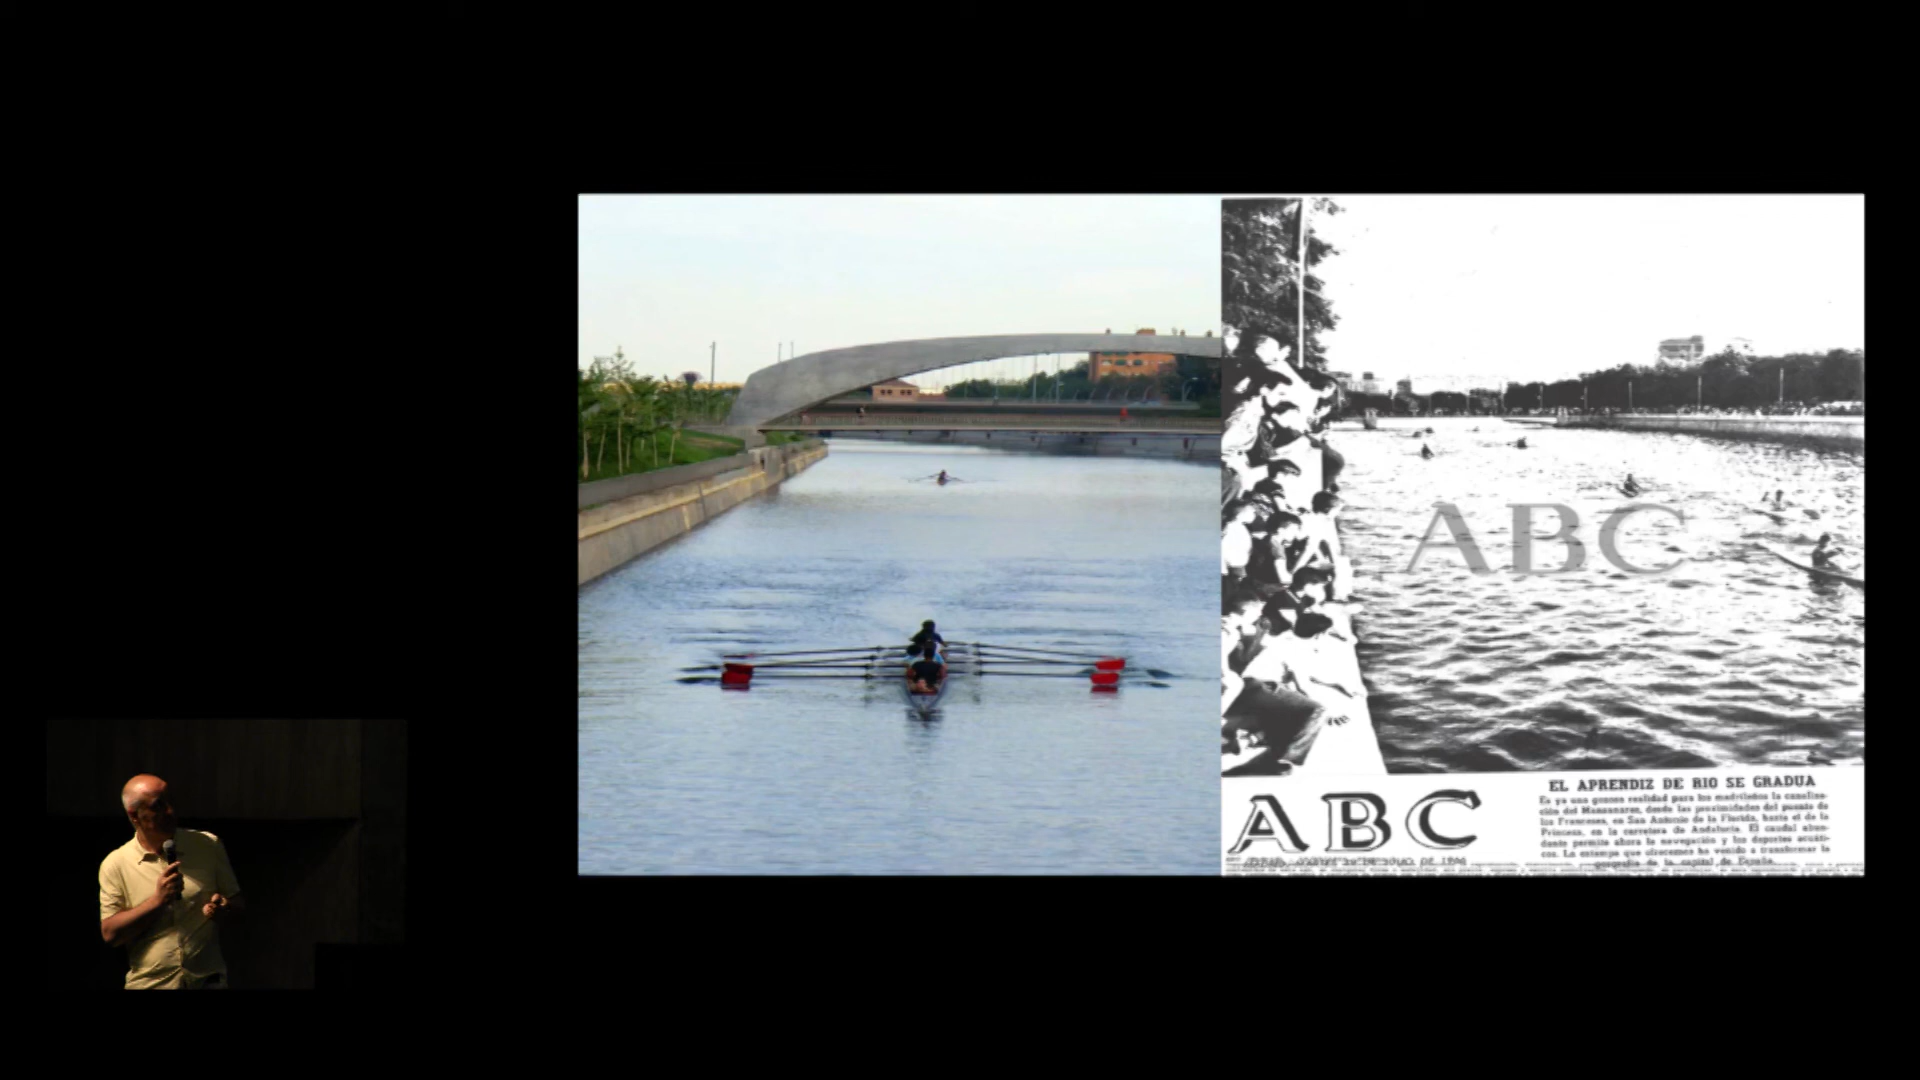 ABC
EL APRENDIZ DE RIO SE GRADUA
Es ya una gozosa realidad para los madrileños la canaliza-
ción del Manzanares, desde las proximidades del puente de
los Franceses, en San Antonio de la Florida, hasta el de la
Princesa, en la carretera de Andalucía. El caudal abun-
dante permite ahora la navegación y los deportes acuáti-
cos. La estampa que ofrecemos ha venido a transformar la
geografía de la capital de España.
ABC
DE JULIO DE